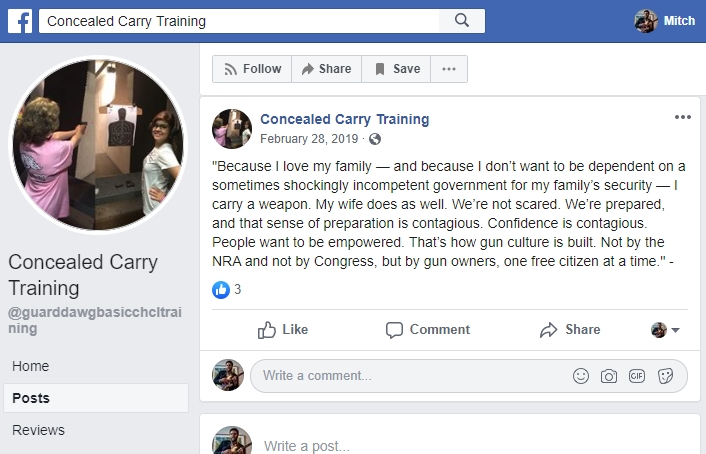 Concealed Carry Training
Mitch
Follow
Share
Save
Concealed Carry Training
February 28, 2019 ·
"Because I love my family — and because I don’t want to be dependent on a
sometimes shockingly incompetent government for my family’s security — I
carry a weapon. My wife does as well. We’re not scared. We’re prepared,
and that sense of preparation is contagious. Confidence is contagious.
People want to be empowered. That’s how gun culture is built. Not by the
NRA and not by Congress, but by gun owners, one free citizen at a time." -
3
Like
Comment
Share
Write a comment...
GIF
Write a post...
Concealed Carry
Training
@guarddawgbasicchcltrai
ning
Home
Posts
Reviews